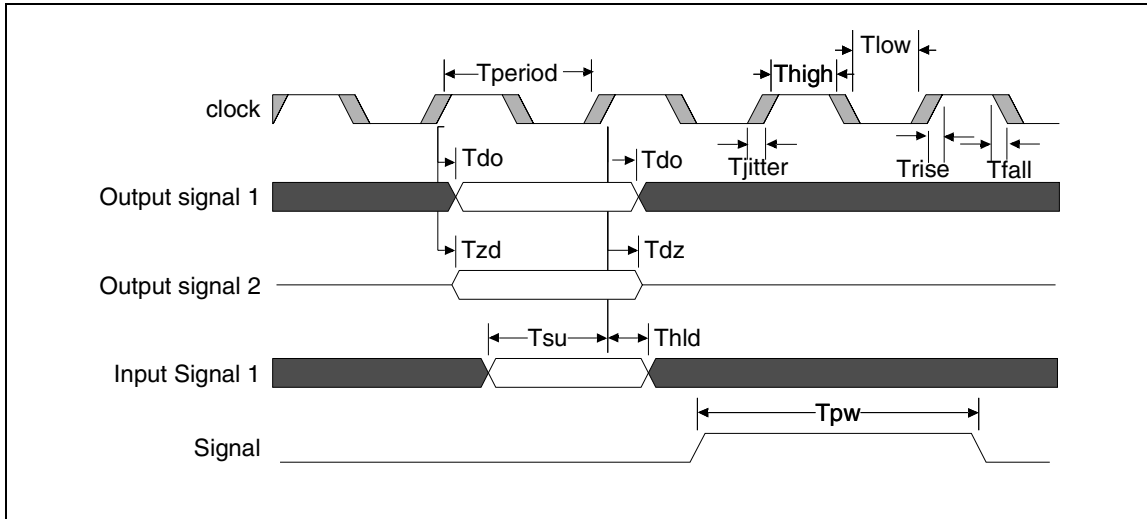 Tlow
Tperiod
Thigh
clock
Tdo
Tdo
Tjitter
Trise
Tfall
Output signal 1
Tzd
Tdz
Output signal 2
Tsu
Thld
Input Signal 1
Tpw
Signal